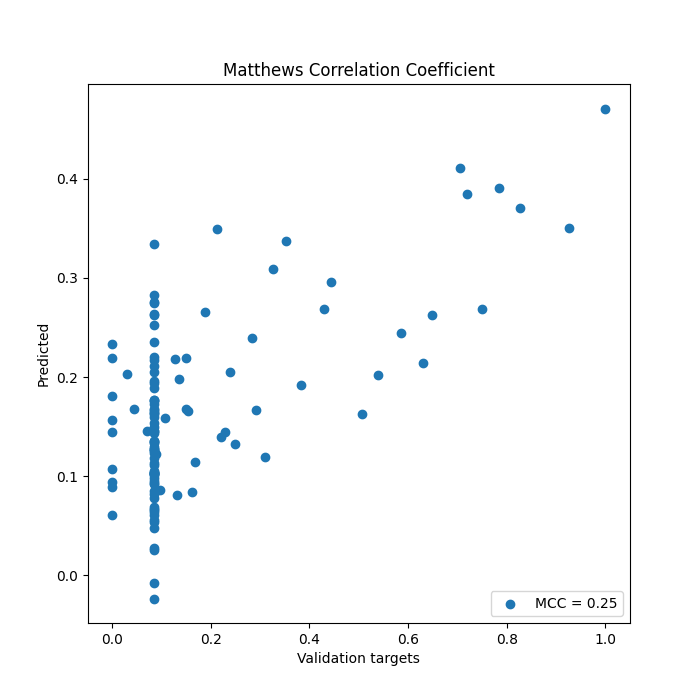 Matthews Correlation Coefficient
Predicted
0.4
0.3
0.2
0.1
0.0
MCC = 0.25
0.0 0.2 0.4 0.6 0.8 1.0
Validation targets